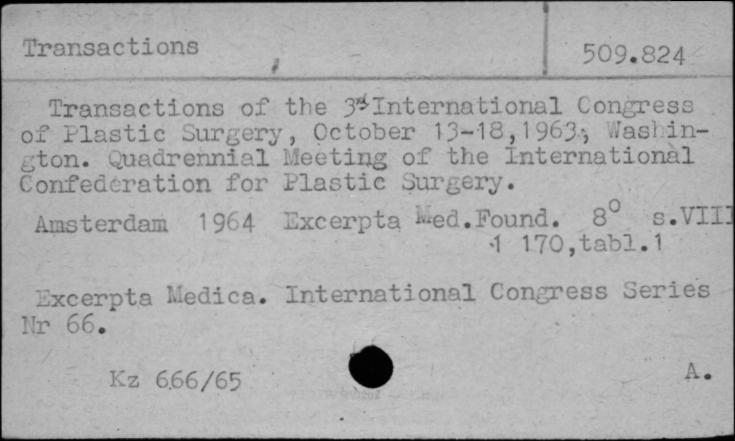 Transactions
509.824
Transactions of the 3d International Congress
of Plastic Surgery, October 13-18,1963, Washin-
gton. Quadrennial Meeting of the International
Confederation for Plastic Surgery.
Amsterdam 1964 Excerpta Med.Found. 8° s.VIII
1 170,tabl.1
Excerpta Medica. International Congress Series
Nr 66.
Kz 666/65
A.